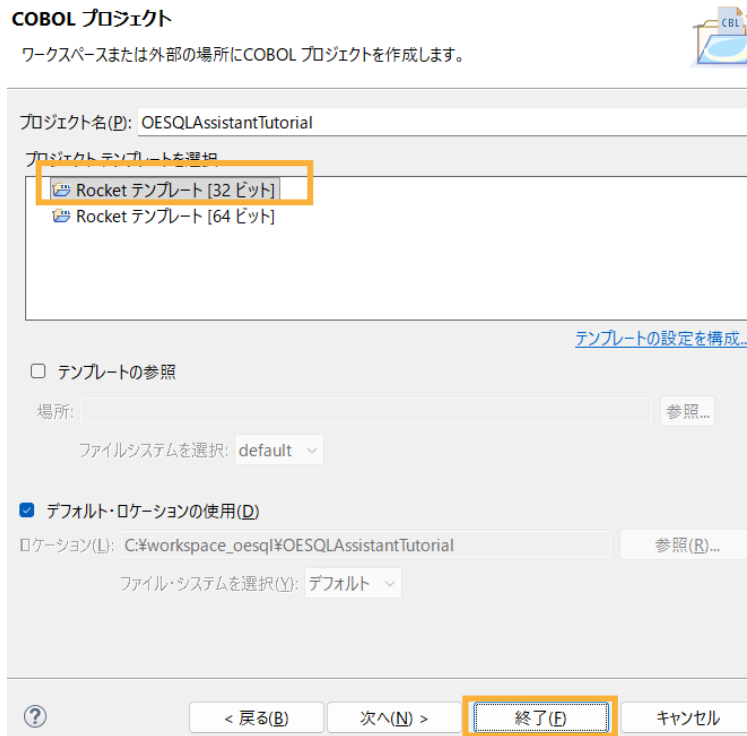 COBOL プロジェクト
CBL
ワークスペースまたは外部の場所にCOBOL プロジェクトを作成します。
プロジェクト名(P): OESQLAssistantTutorial
プロジェクト テンプレートを選択
Rocket テンプレート [32 ビット]
Rocket テンプレート [64 ビット]
テンプレートの設定を構成...
テンプレートの参照
場所: 参照...
ファイルシステムを選択: default
デフォルト・ロケーションの使用(D)
ロケーション(L): C:¥workspace_oesql¥OESQLAssistantTutorial 参照(R)...
ファイル・システムを選択(Y): デフォルト
?
< 戻る(B) 次へ(N) > 終了(F) キャンセル